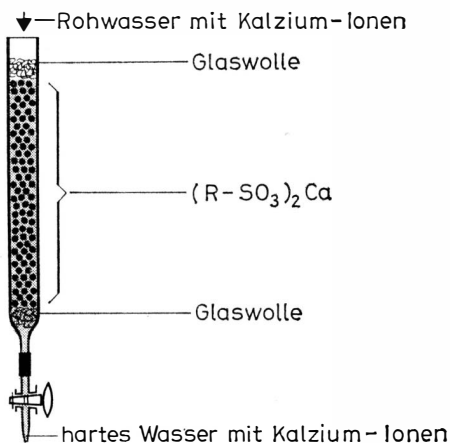 Rohwasser mit Kalzium-Ionen
Glaswolle
(R-SO₃)₂Ca
Glaswolle
hartes Wasser mit Kalzium-Ionen